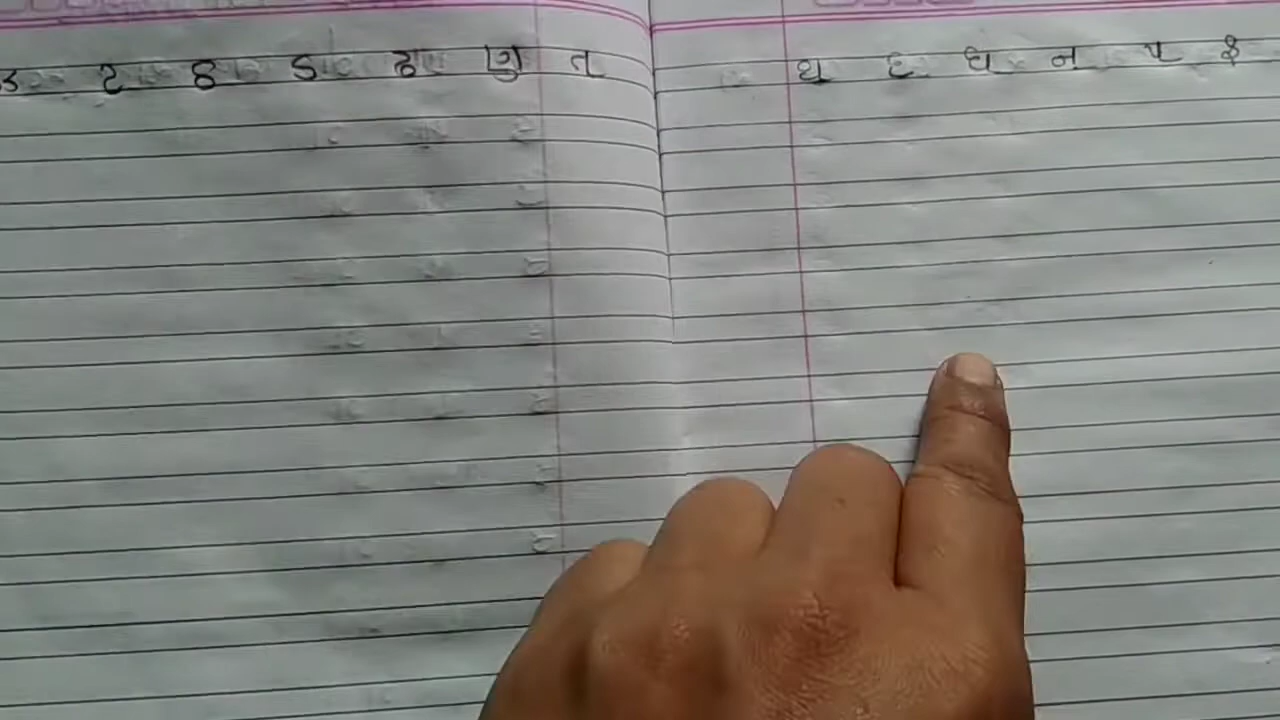 ટ ઠ ડ ઢ ણ ત થ દ ધ ન પ ફ